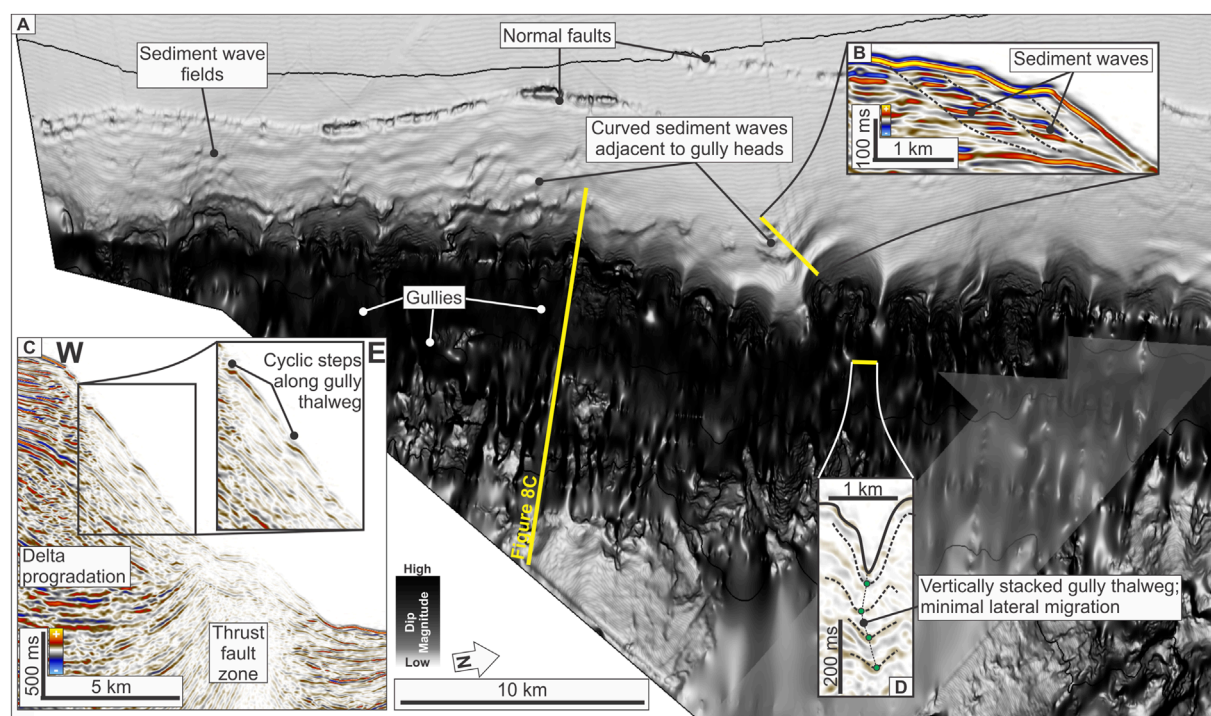 A
Sediment wave
fields
Normal faults
Curved sediment waves
adjacent to gully heads
B
Sediment waves
+
-
100 ms
1 km
Gullies
C
W
E
Cyclic steps
along gully
thalweg
Delta
progradation
Thrust
fault
zone
+
-
500 ms
5 km
Figure 8C
High
Dip
Magnitude
Low
N
10 km
1 km
Vertically stacked gully thalweg;
minimal lateral migration
200 ms
D